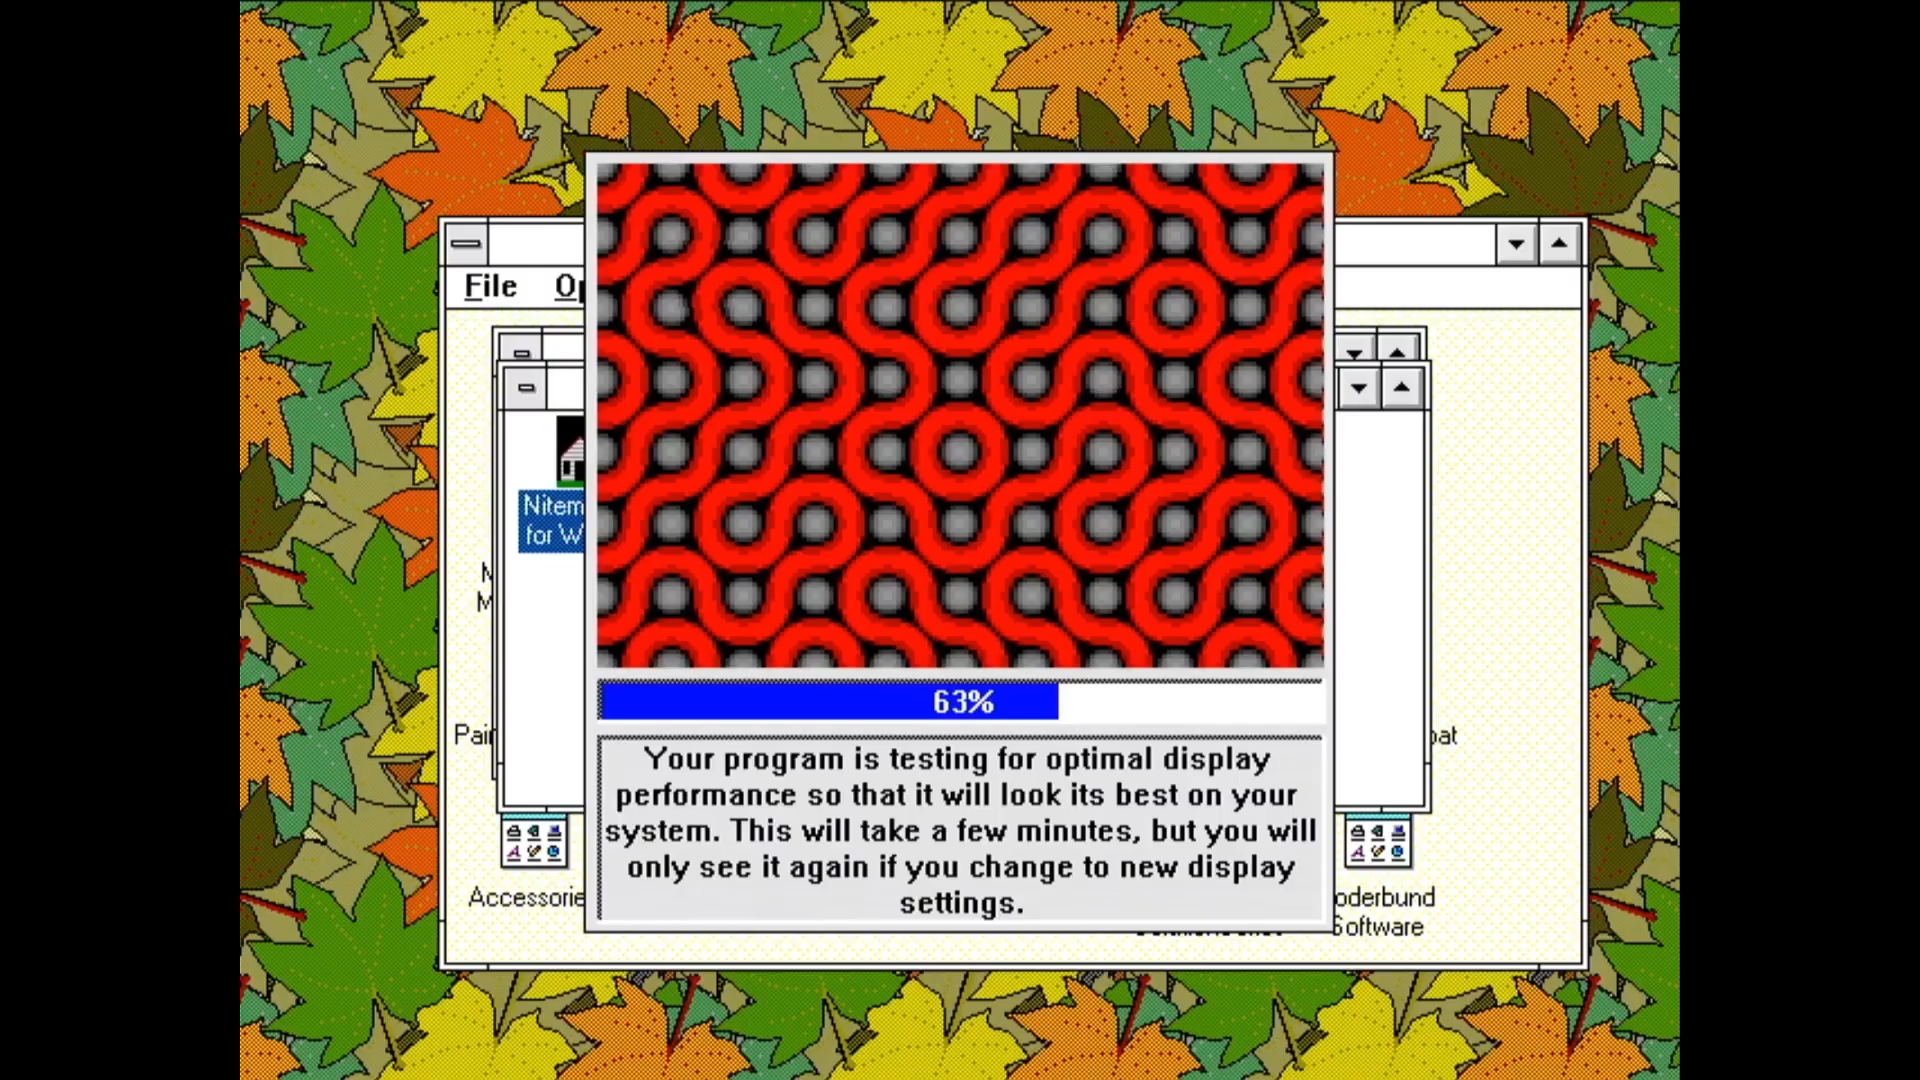 File
63%
Your program is testing for optimal display
performance so that it will look its best on your
system. This will take a few minutes, but you will
only see it again if you change to new display
settings.
for W
Software